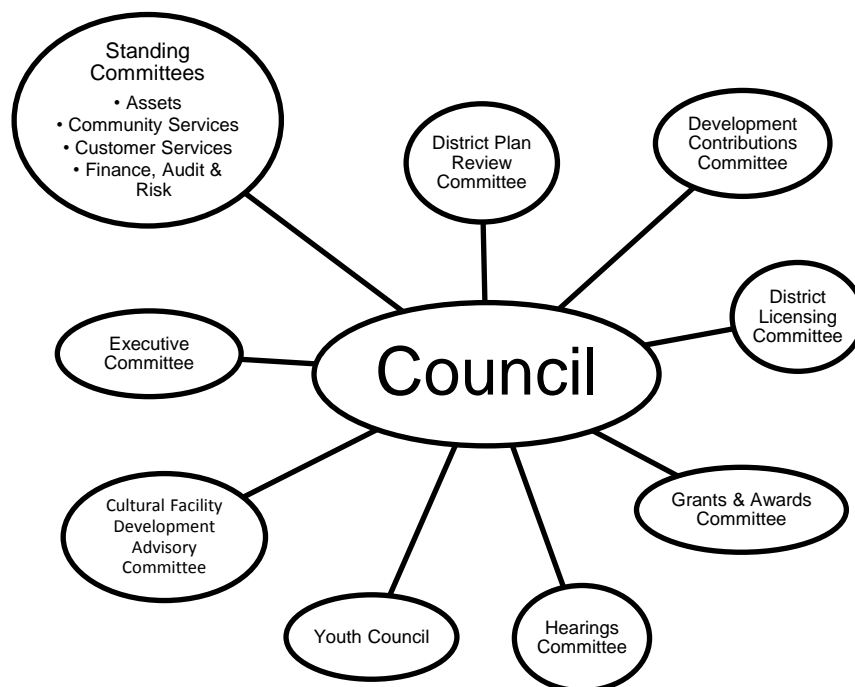 Standing
Committees
• Assets
• Community Services
• Customer Services
• Finance, Audit &
Risk
District Plan
Review
Committee
Development
Contributions
Committee
District
Licensing
Committee
Executive
Committee
Council
Cultural Facility
Development
Advisory
Committee
Grants & Awards
Committee
Youth Council
Hearings
Committee